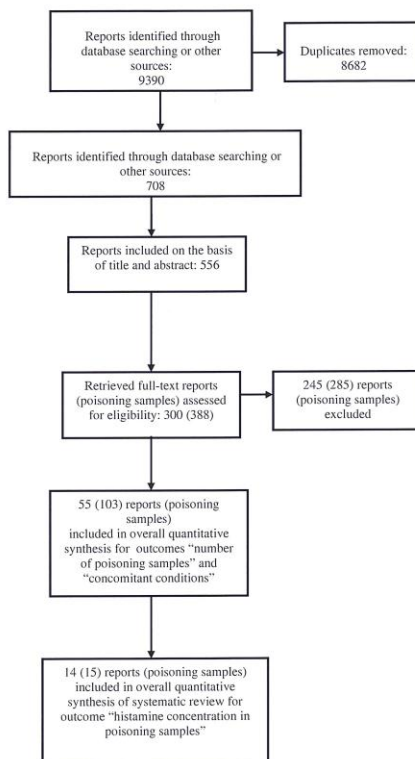 Reports identified through
database searching or other
sources:
9390
Duplicates removed:
8682
Reports identified through database searching or
other sources:
708
Reports included on the basis
of title and abstract: 556
Retrieved full-text reports
(poisoning samples) assessed
for eligibility: 300 (388)
245 (285) reports
(poisoning samples)
excluded
55 (103) reports (poisoning
samples)
included in overall quantitative
synthesis for outcomes “number
of poisoning samples” and
“concomitant conditions”
14 (15) reports (poisoning samples)
included in overall quantitative
synthesis of systematic review for
outcome “histamine concentration in
poisoning samples”